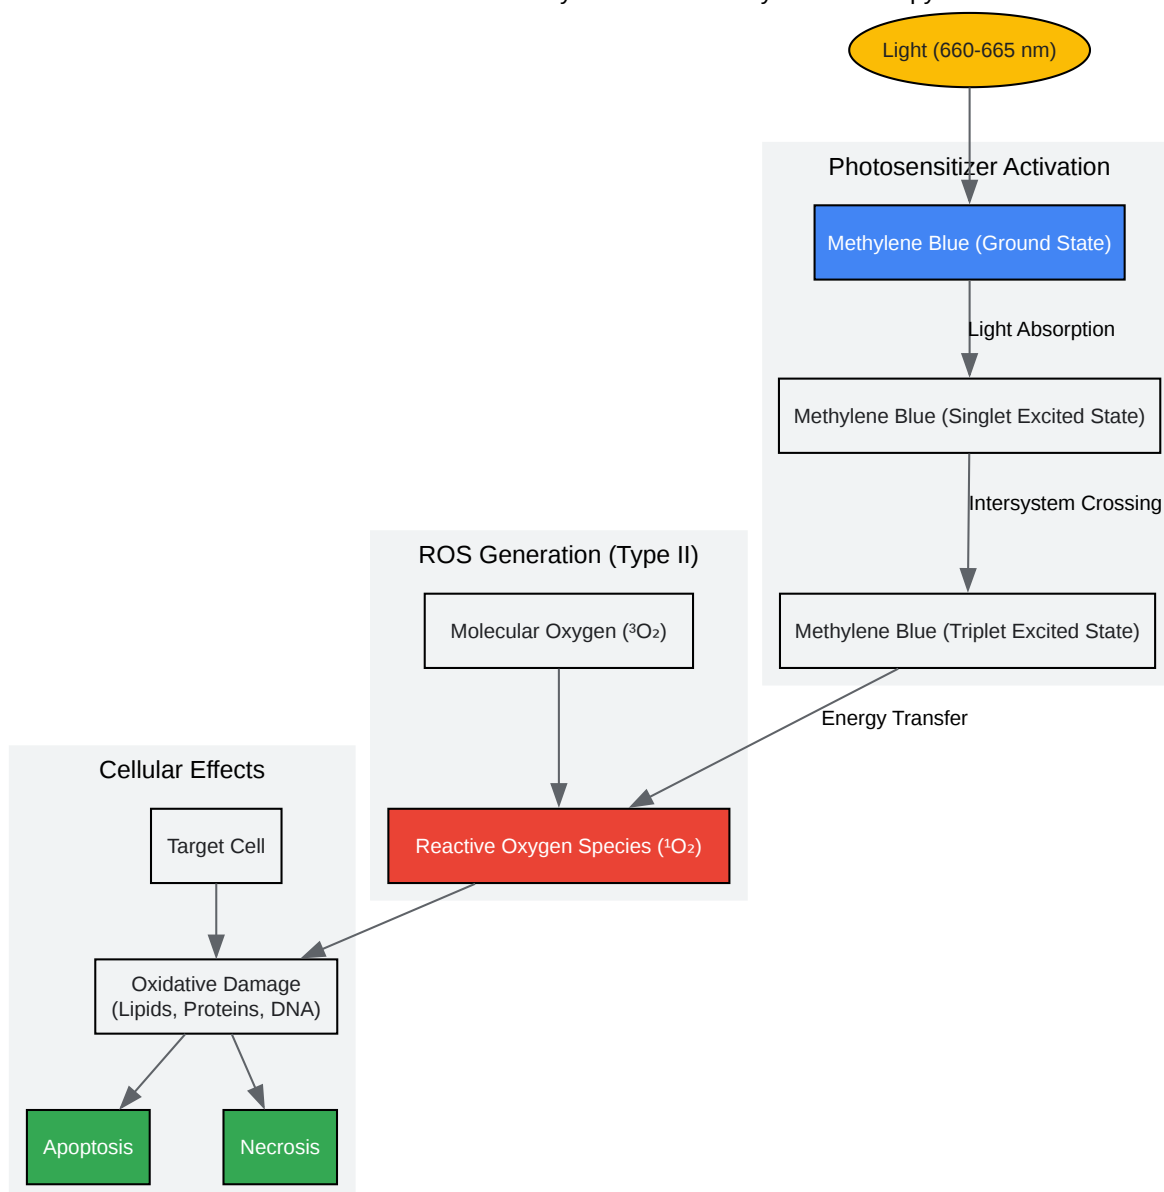 Light (660-665 nm)
Photosensitizer Activation
Methylene Blue (Ground State)
Light Absorption
Methylene Blue (Singlet Excited State)
Intersystem Crossing
ROS Generation (Type II)
Molecular Oxygen (³O₂)
Methylene Blue (Triplet Excited State)
Energy Transfer
Cellular Effects
Target Cell
Reactive Oxygen Species (¹O₂)
Oxidative Damage
(Lipids, Proteins, DNA)
Apoptosis
Necrosis